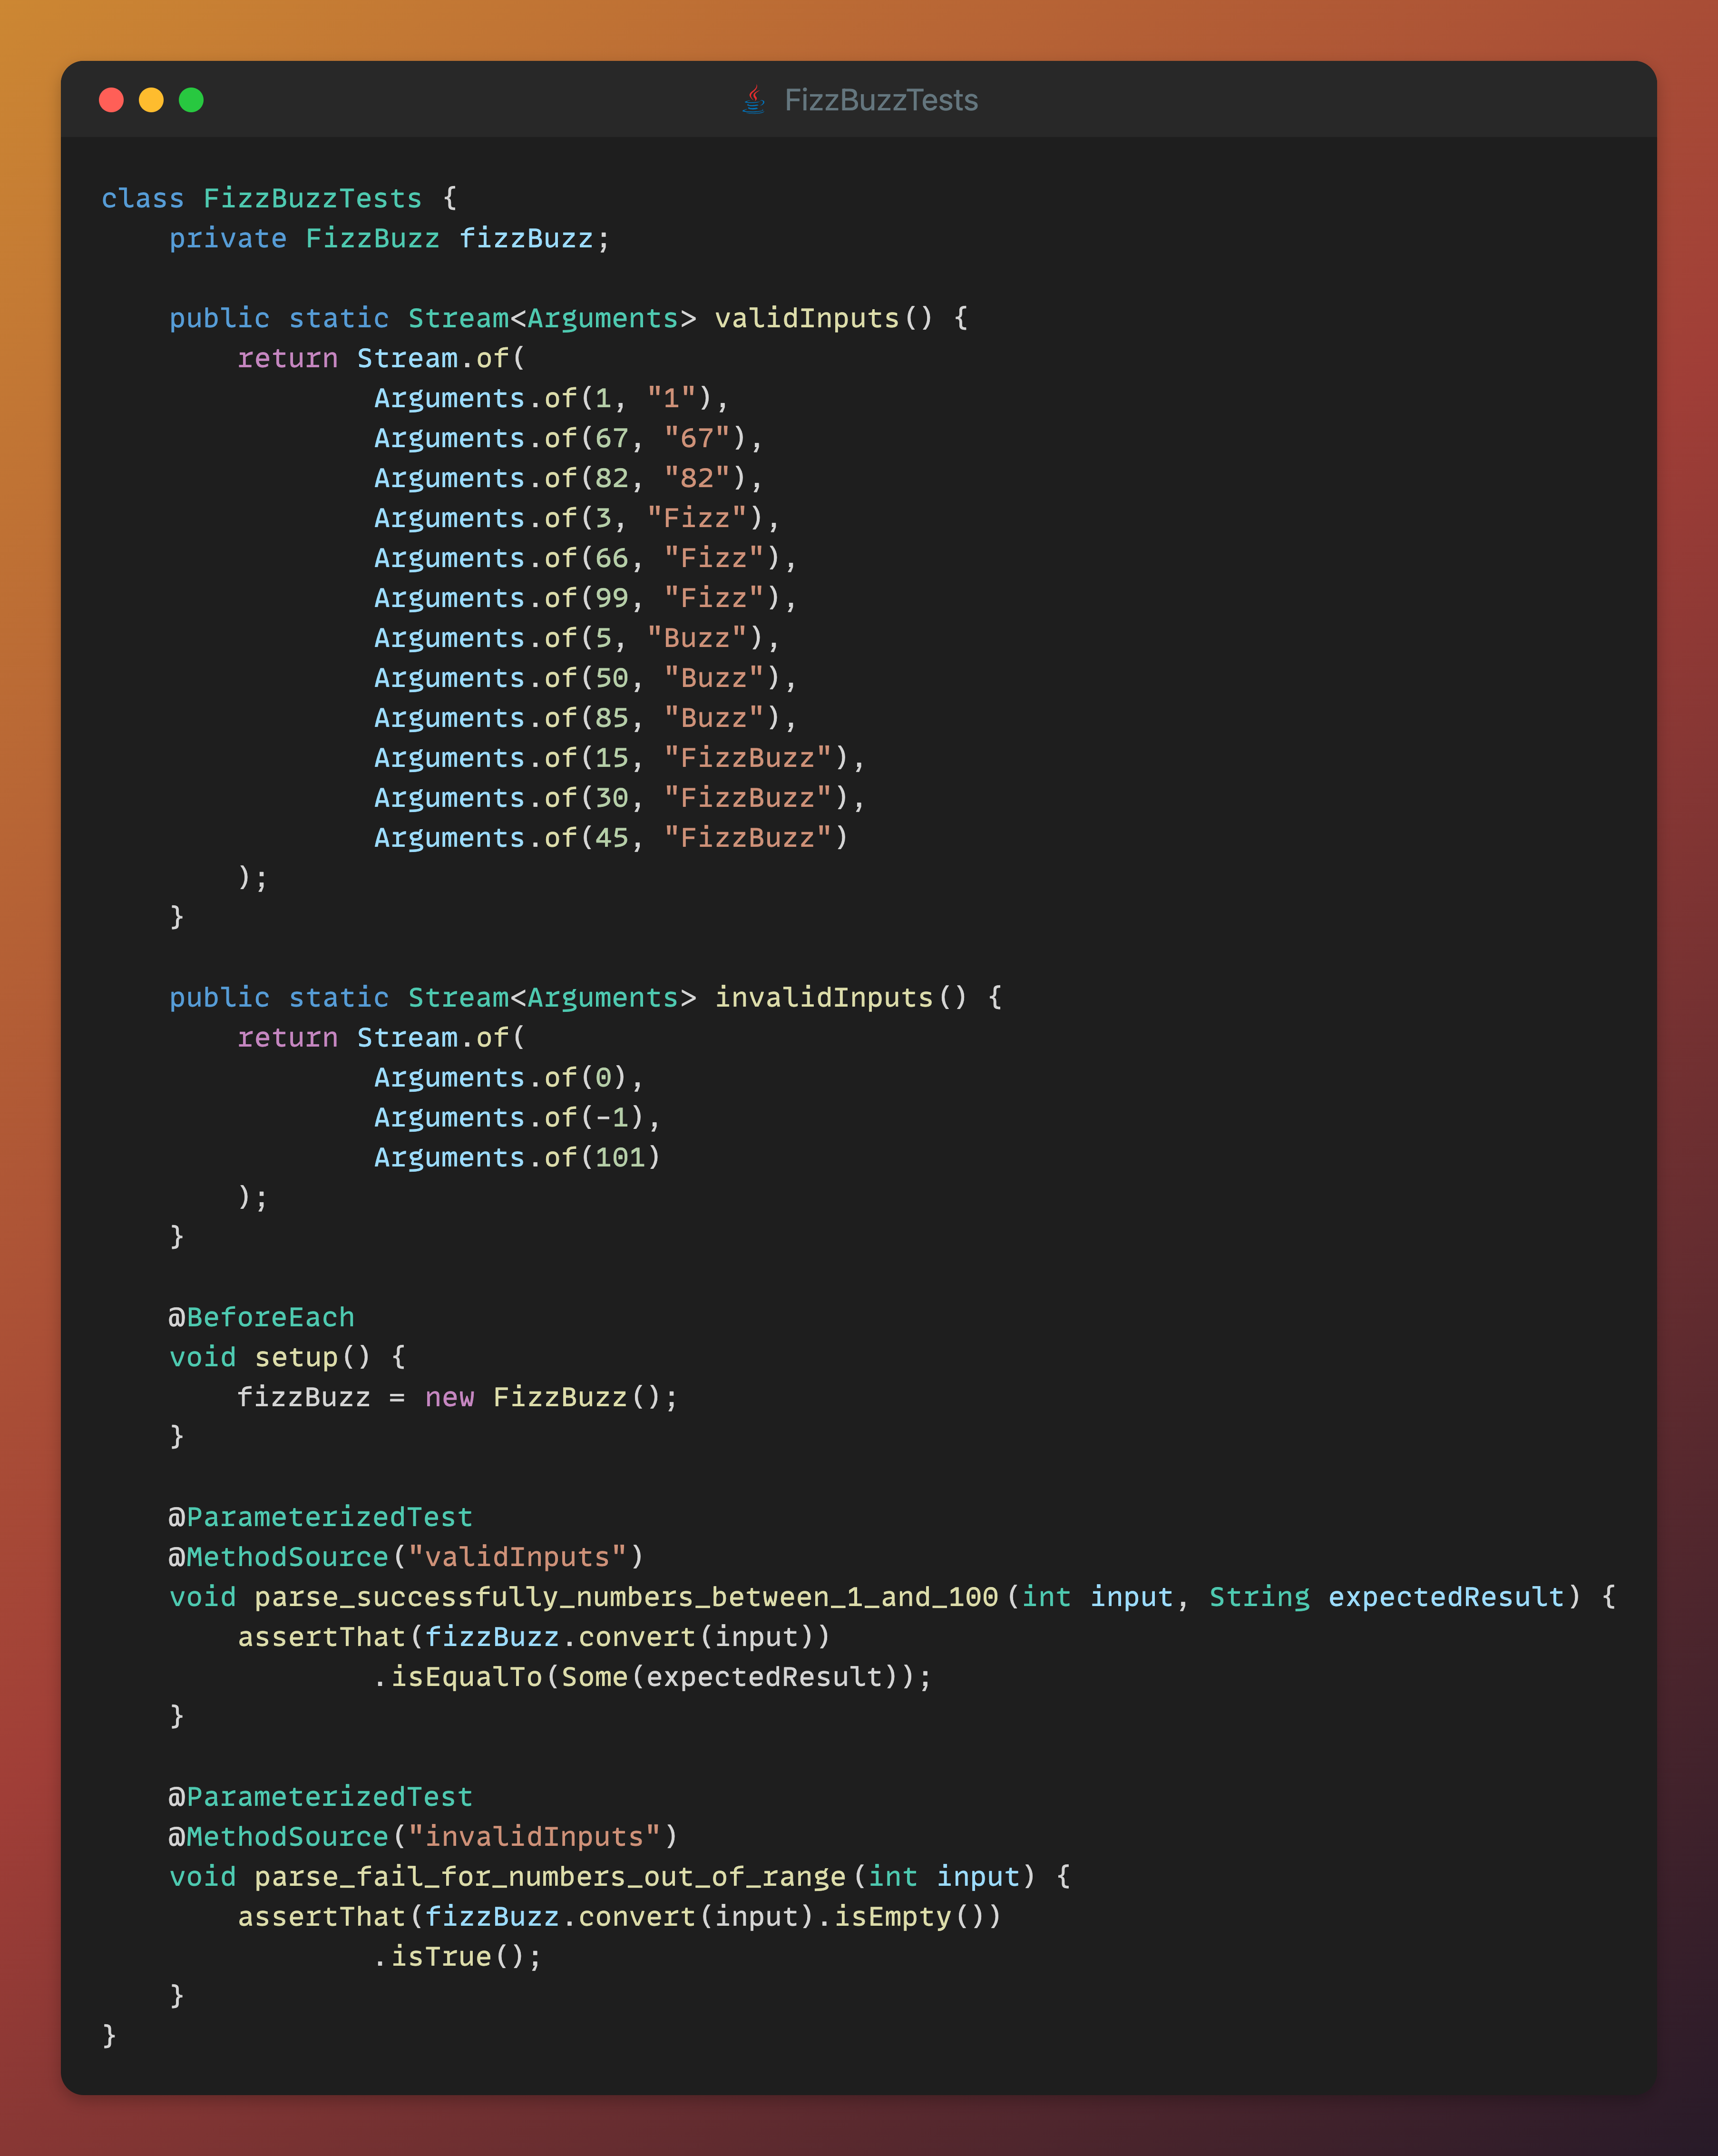 FizzBuzzTests
class FizzBuzzTests {
    private FizzBuzz fizzBuzz;
    public static Stream<Arguments> validInputs() {
        return Stream.of(
                Arguments.of(1, "1"),
                Arguments.of(67, "67"),
                Arguments.of(82, "82"),
                Arguments.of(3, "Fizz"),
                Arguments.of(66, "Fizz"),
                Arguments.of(99, "Fizz"),
                Arguments.of(5, "Buzz"),
                Arguments.of(50, "Buzz"),
                Arguments.of(85, "Buzz"),
                Arguments.of(15, "FizzBuzz"),
                Arguments.of(30, "FizzBuzz"),
                Arguments.of(45, "FizzBuzz")
        );
    }
    public static Stream<Arguments> invalidInputs() {
        return Stream.of(
                Arguments.of(0),
                Arguments.of(-1),
                Arguments.of(101)
        );
    }
    @BeforeEach
    void setup() {
        fizzBuzz = new FizzBuzz();
    }
    @ParameterizedTest
    @MethodSource("validInputs")
    void parse_successfully_numbers_between_1_and_100(int input, String expectedResult) {
        assertThat(fizzBuzz.convert(input))
                .isEqualTo(Some(expectedResult));
    }
    @ParameterizedTest
    @MethodSource("invalidInputs")
    void parse_fail_for_numbers_out_of_range(int input) {
        assertThat(fizzBuzz.convert(input).isEmpty())
                .isTrue();
    }
}